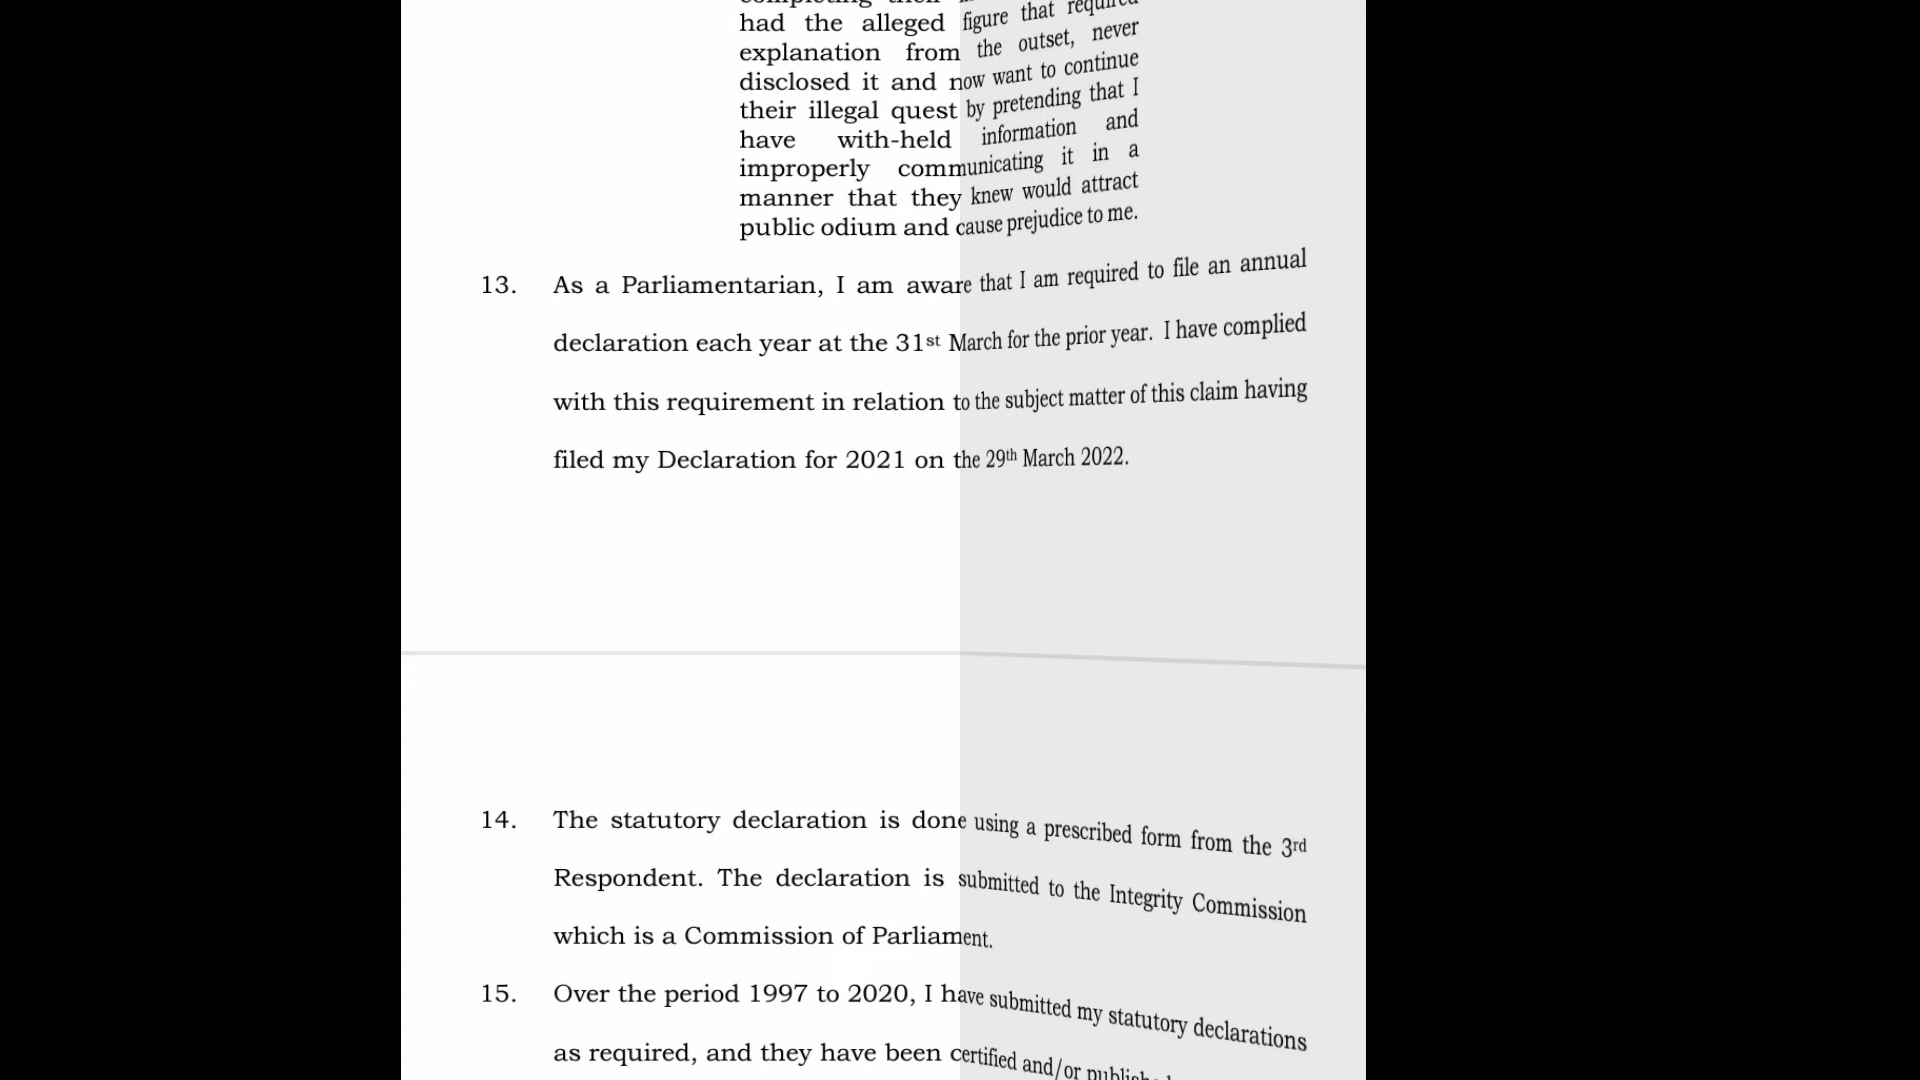 completing their
had the alleged figure that required
explanation from the outset, never
disclosed it and now want to continue
their illegal quest by pretending that I
have with-held information and
improperly communicating it in a
manner that they knew would attract
public odium and cause prejudice to me.
13. As a Parliamentarian, I am aware that I am required to file an annual
declaration each year at the 31st March for the prior year. I have complied
with this requirement in relation to the subject matter of this claim having
filed my Declaration for 2021 on the 29th March 2022.
14. The statutory declaration is done using a prescribed form from the 3rd
Respondent. The declaration is submitted to the Integrity Commission
which is a Commission of Parliament.
15. Over the period 1997 to 2020, I have submitted my statutory declarations
as required, and they have been certified and/or published